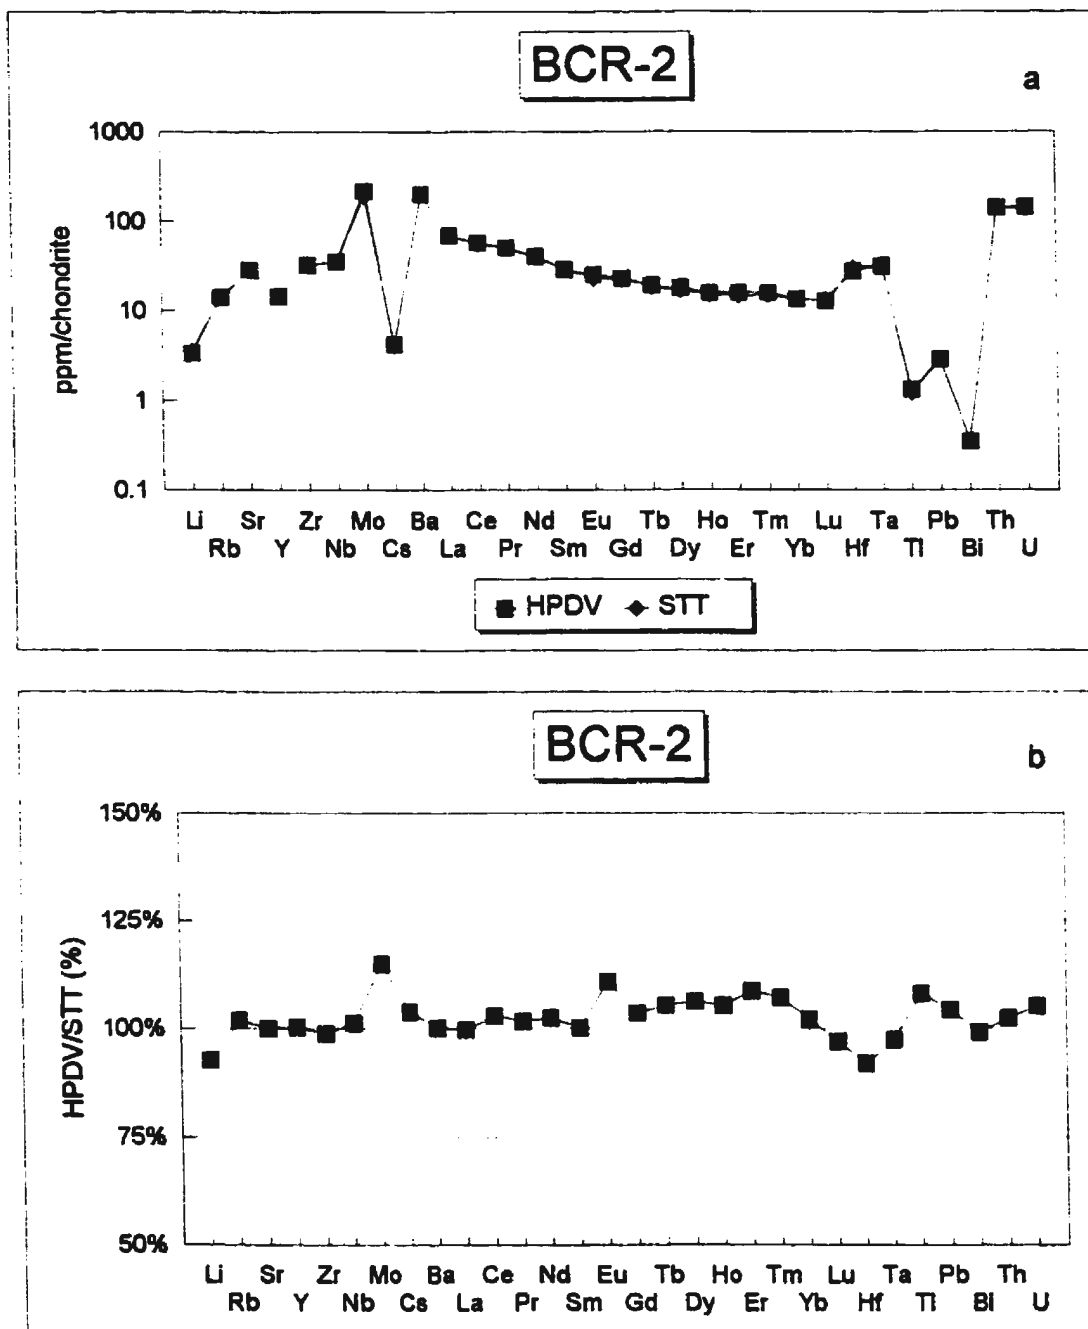 BCR-2
a
1000
100
10
1
0.1
ppm/chondrite
Li Sr Zr Mo Ba Ce Nd Eu Tb Ho Tm Lu Ta Pb Th
Rb Y Nb Cs La Pr Sm Gd Dy Er Yb Hf Tl Bi U
HPDV STT
BCR-2
b
150%
125%
100%
75%
50%
HPDV/STT (%)
Li Sr Zr Mo Ba Ce Nd Eu Tb Ho Tm Lu Ta Pb Th
Rb Y Nb Cs La Pr Sm Gd Dy Er Yb Hf Tl Bi U